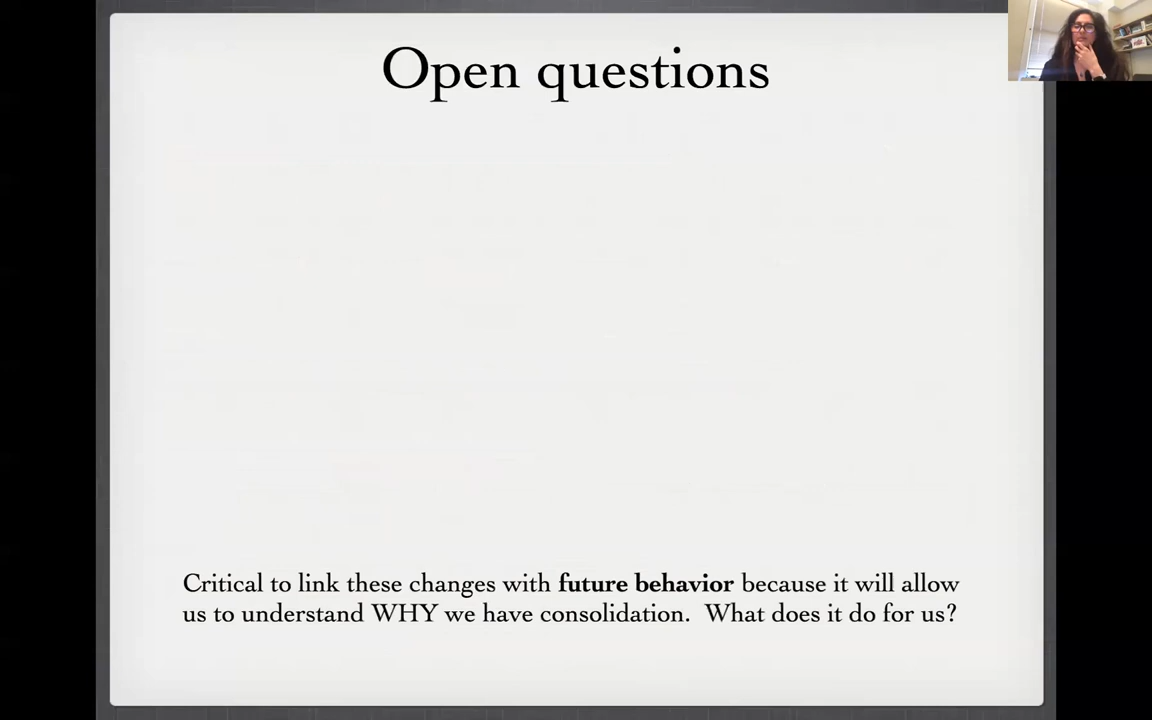 Open questions
Critical to link these changes with future behavior because it will allow
us to understand WHY we have consolidation.  What does it do for us?